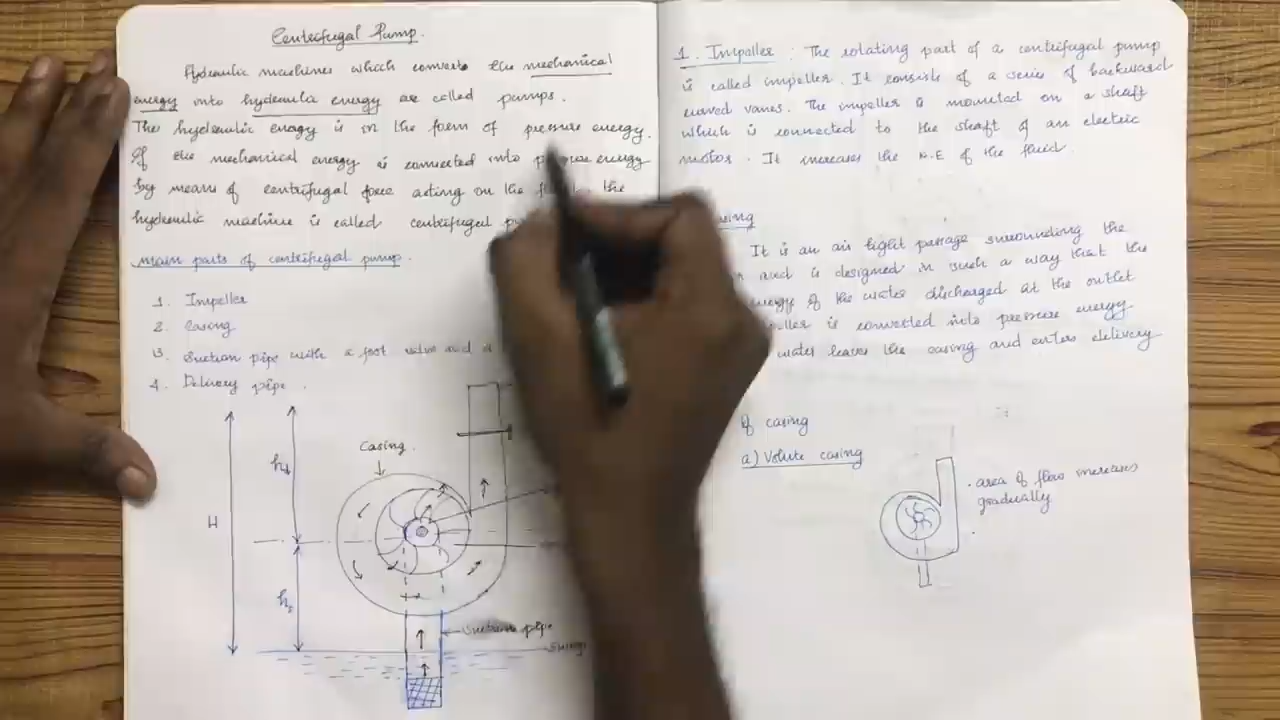 Centrifugal Pump.
Hydraulic machines which converts the mechanical
energy into hydraulic energy are called pumps.
The hydraulic energy is in the form of pressure energy.
If the mechanical energy is converted into pressure energy
by means of centrifugal force acting on the the
hydraulic machine is called centrifugal
main parts of centrifugal pump.
1. Impeller
2. Casing
3. Suction pipe with a foot valve and a
4. Delivery pipe.
Casing.
hd
H
hs
Suction pipe
Sump
1. Impeller : The rotating part of a centrifugal pump
is called impeller. It consists of a series of backward
curved vanes. The impeller is mounted on a shaft
which is connected to the shaft of an electric
motor. It increases the K.E of the fluid.
It is an air tight passage surrounding the
and is designed in such a way that the
of the water discharged at the outlet
is converted into pressure energy
water leaves the casing and enters delivery
of casing
a) Volute casing
. area of flow increases
gradually
.